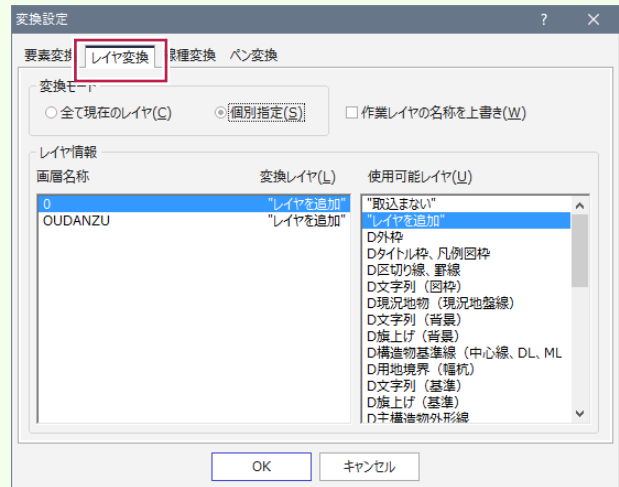 変換設定
? ×
要素変 レイヤ変換 線種変換 ペン変換
変換モード
全て現在のレイヤ(C) 個別指定(S) 作業レイヤの名称を上書き(W)
レイヤ情報
画層名称 変換レイヤ(L) 使用可能レイヤ(U)
0 "レイヤを追加"
OUDANZU "レイヤを追加"
"取込まない"
"レイヤを追加"
D外枠
Dタイトル枠、凡例図枠
D区切り線、罫線
D文字列（図枠）
D現況地物（現況地盤線）
D文字列（背景）
D旗上げ（背景）
D構造物基準線（中心線、DL、ML
D用地境界（幅杭）
D文字列（基準）
D旗上げ（基準）
D主構造物外形線
OK キャンセル